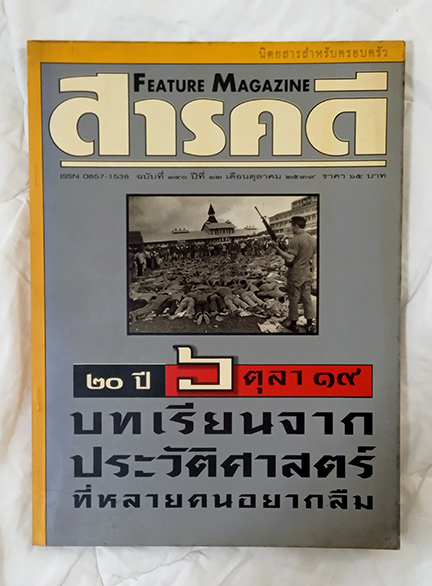 นิตยสารสำหรับครอบครัว
FEATURE MAGAZINE
สารคดี
ISSN 0857-1538 ฉบับที่ ๑๔๐ ปีที่ ๑๒ เดือนตุลาคม ๒๕๓๙ ราคา ๖๕ บาท
๒๐ ปี ๖ ตุลา ๑๙
บทเรียนจาก
ประวัติศาสตร์
ที่หลายคนอยากลืม